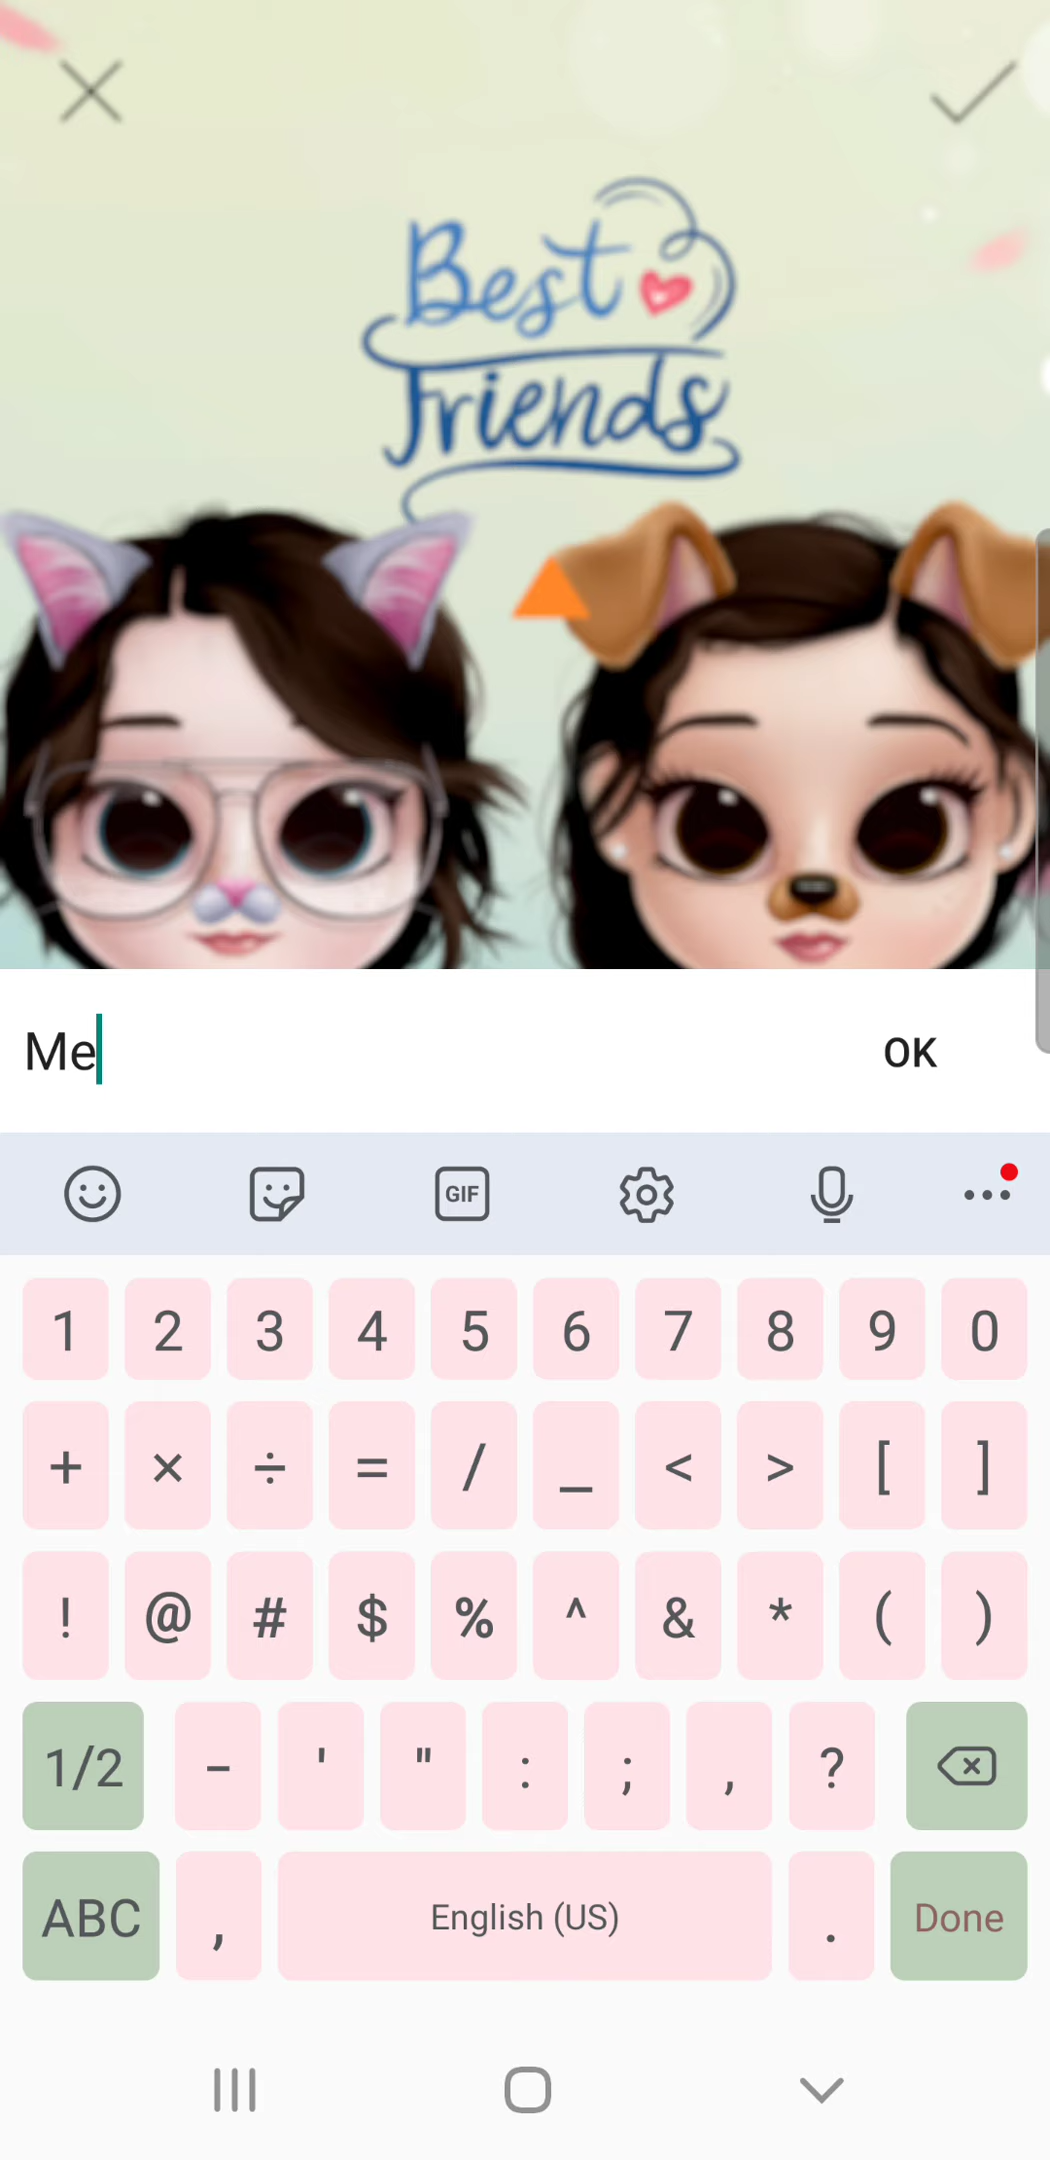 Best
Friends
Me
OK
GIF
1 2 3 4 5 6 7 8 9 0
+ × ÷ = / _ < > [ ]
! @ # $ % ^ & * ( )
1/2 - ' " : ; , ?
ABC , English (US) . Done